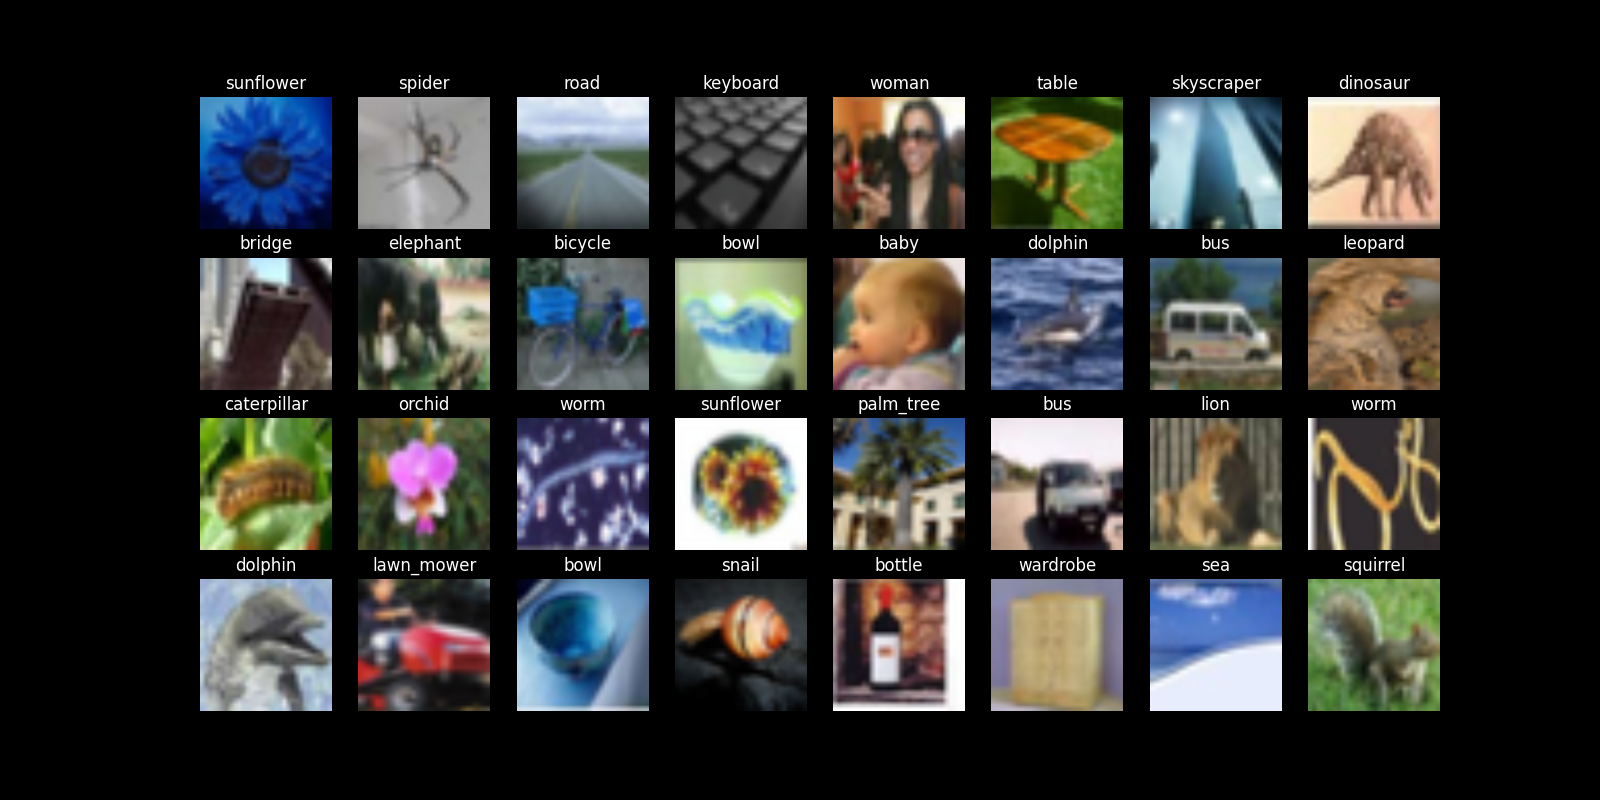 sunflower spider road keyboard woman table skyscraper dinosaur
bridge elephant bicycle bowl baby dolphin bus leopard
caterpillar orchid worm sunflower palm_tree bus lion worm
dolphin lawn_mower bowl snail bottle wardrobe sea squirrel